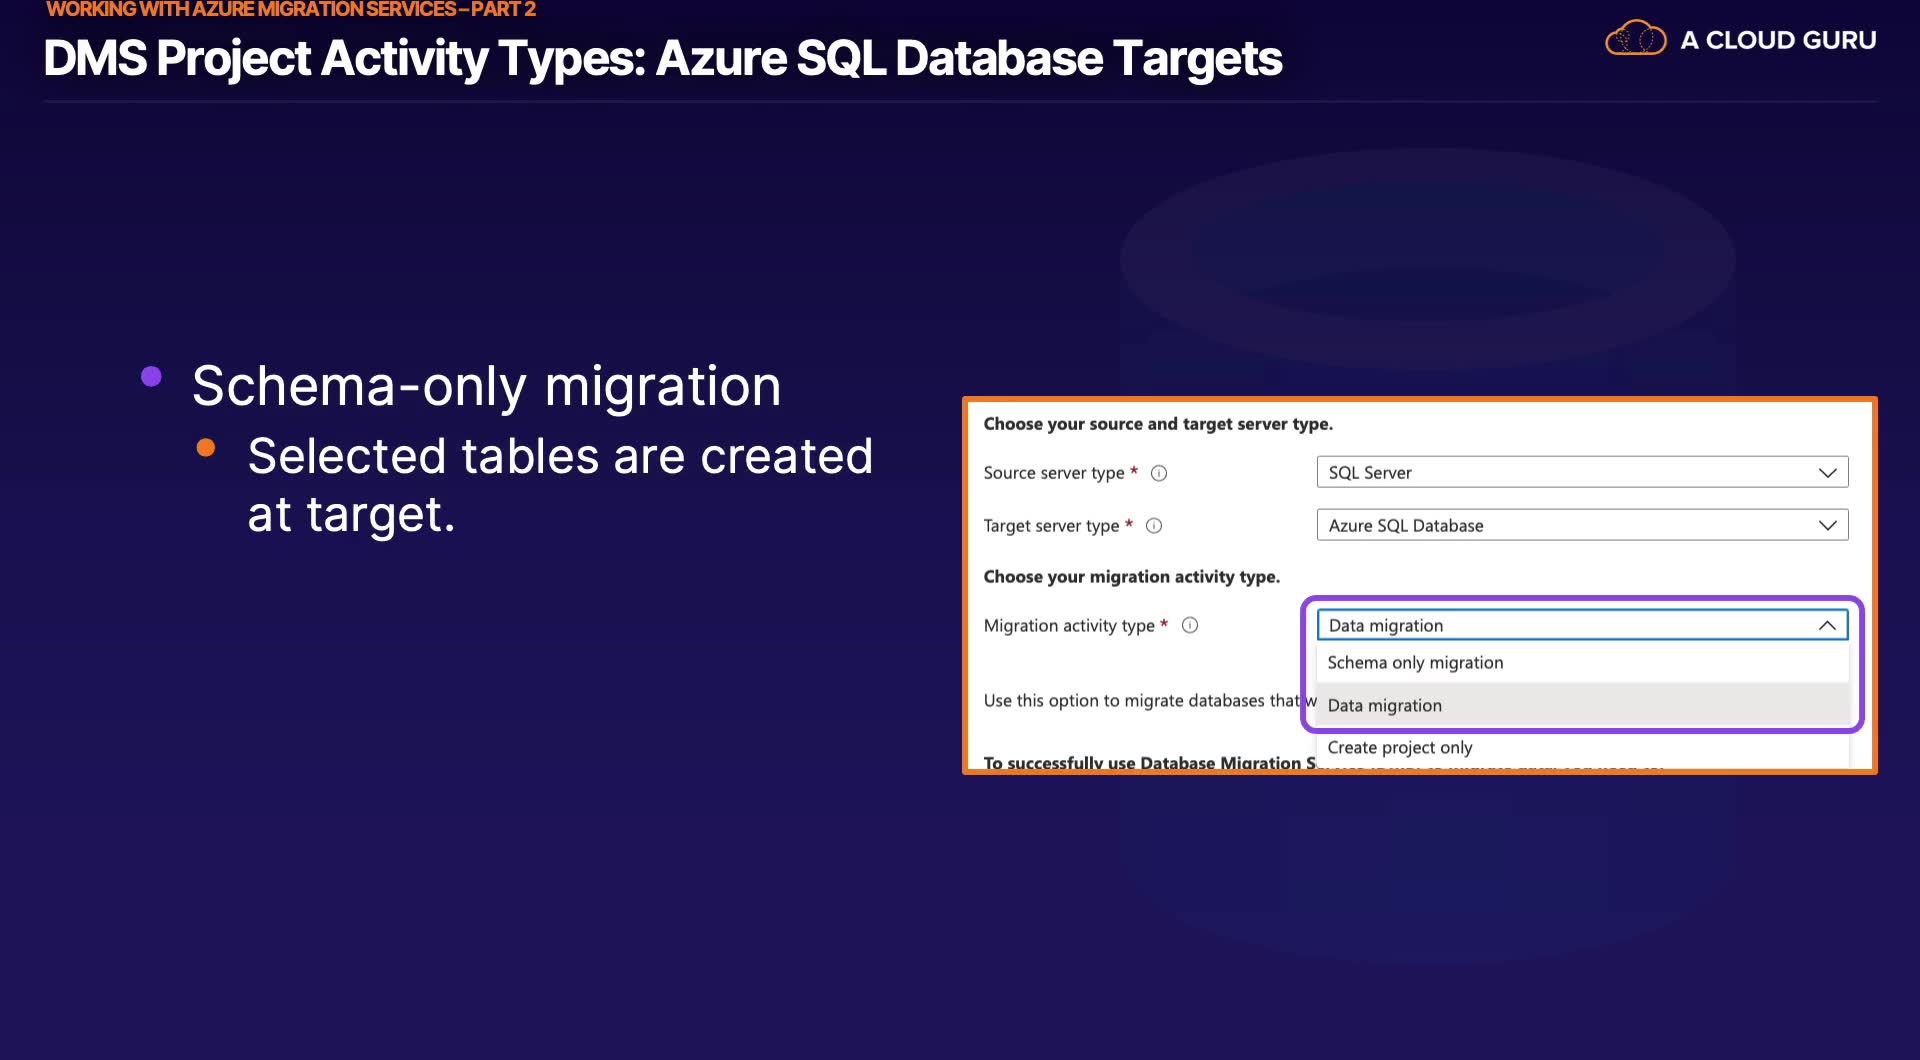 WORKING WITH AZURE MIGRATION SERVICES – PART 2
DMS Project Activity Types: Azure SQL Database Targets
A CLOUD GURU
Schema-only migration
Selected tables are created
at target.
Choose your source and target server type.
Source server type *
SQL Server
Target server type *
Azure SQL Database
Choose your migration activity type.
Migration activity type *
Data migration
Schema only migration
Use this option to migrate databases that w
Data migration
Create project only
To successfully use Database Migration